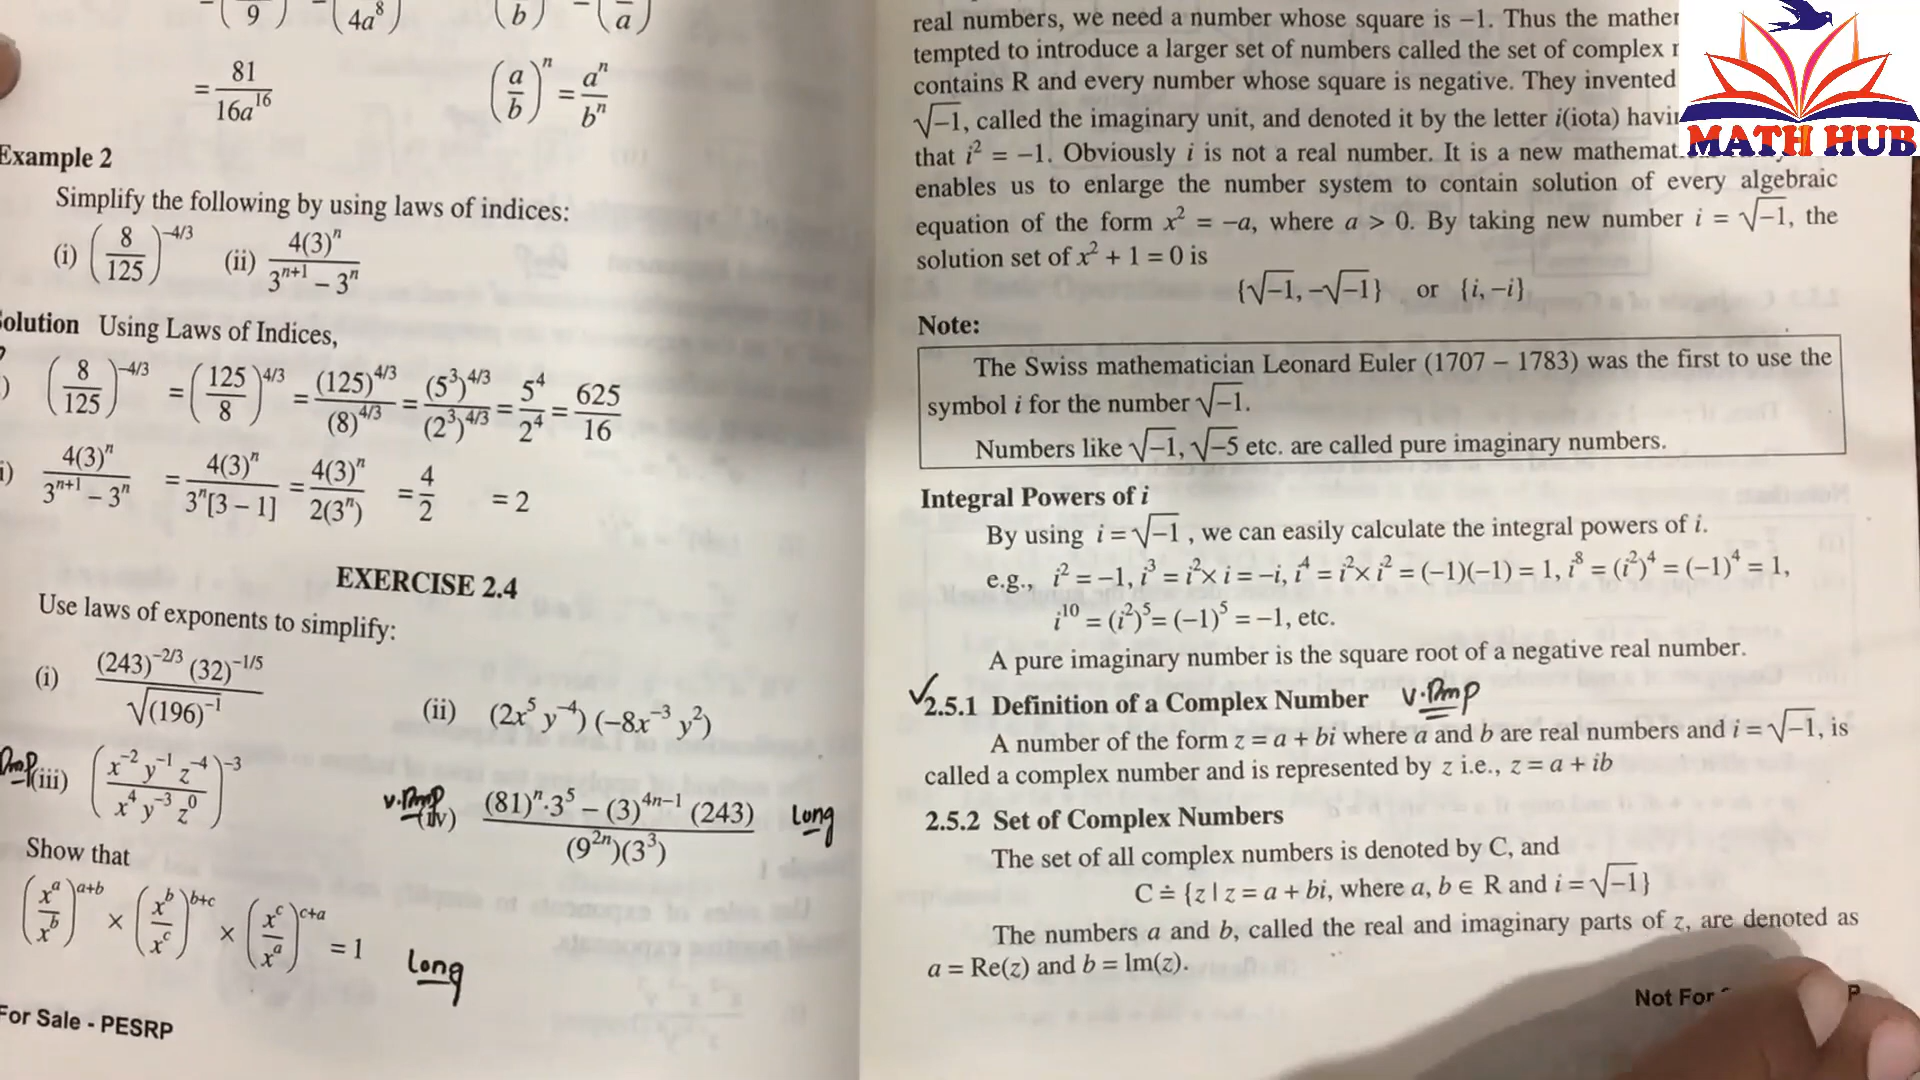 9
4a^8
b
a
= 81/16a^16
(a/b)^n = a^n/b^n
Example 2
Simplify the following by using laws of indices:
(i) (8/125)^–4/3 (ii) 4(3)^n / 3^n+1 – 3^n
Solution Using Laws of Indices,
) (8/125)^–4/3 = (125/8)^4/3 = (125)^4/3 / (8)^4/3 = (5^3)^4/3 / (2^3)^4/3 = 5^4/2^4 = 625/16
i) 4(3)^n / 3^n+1 – 3^n = 4(3)^n / 3^n[3 – 1] = 4(3)^n / 2(3^n) = 4/2 = 2
EXERCISE 2.4
Use laws of exponents to simplify:
(i) (243)^–2/3 (32)^–1/5 / √(196)^–1
(ii) (2x^5 y^–4) (–8x^–3 y^2)
Imp (iii) (x^–2 y^–1 z^–4 / x^4 y^–3 z^0)^–3
v.Imp (iv) (81)^n·3^5 – (3)^4n–1 (243) / (9^2n)(3^3) Long
Show that
(x^a/x^b)^a+b × (x^b/x^c)^b+c × (x^c/x^a)^c+a = 1 Long
For Sale - PESRP
real numbers, we need a number whose square is –1. Thus the
tempted to introduce a larger set of numbers called the set of complex
contains R and every number whose square is negative. They invented
√–1, called the imaginary unit, and denoted it by the letter i(iota)
that i^2 = –1. Obviously i is not a real number. It is a new
enables us to enlarge the number system to contain solution of every algebraic
equation of the form x^2 = –a, where a > 0. By taking new number i = √–1, the
solution set of x^2 + 1 = 0 is
{√–1, –√–1} or {i, –i}
Note:
The Swiss mathematician Leonard Euler (1707 – 1783) was the first to use the
symbol i for the number √–1.
Numbers like √–1, √–5 etc. are called pure imaginary numbers.
Integral Powers of i
By using i = √–1 , we can easily calculate the integral powers of i.
e.g., i^2 = –1, i^3 = i^2× i = –i, i^4 = i^2× i^2 = (–1)(–1) = 1, i^8 = (i^2)^4 = (–1)^4 = 1,
i^10 = (i^2)^5= (–1)^5 = –1, etc.
A pure imaginary number is the square root of a negative real number.
✓2.5.1 Definition of a Complex Number v.Imp
A number of the form z = a + bi where a and b are real numbers and i = √–1, is
called a complex number and is represented by z i.e., z = a + ib
2.5.2 Set of Complex Numbers
The set of all complex numbers is denoted by C, and
C ≐ {z | z = a + bi, where a, b ∈ R and i = √–1}
The numbers a and b, called the real and imaginary parts of z, are denoted as
a = Re(z) and b = lm(z).
Not For
MATH HUB